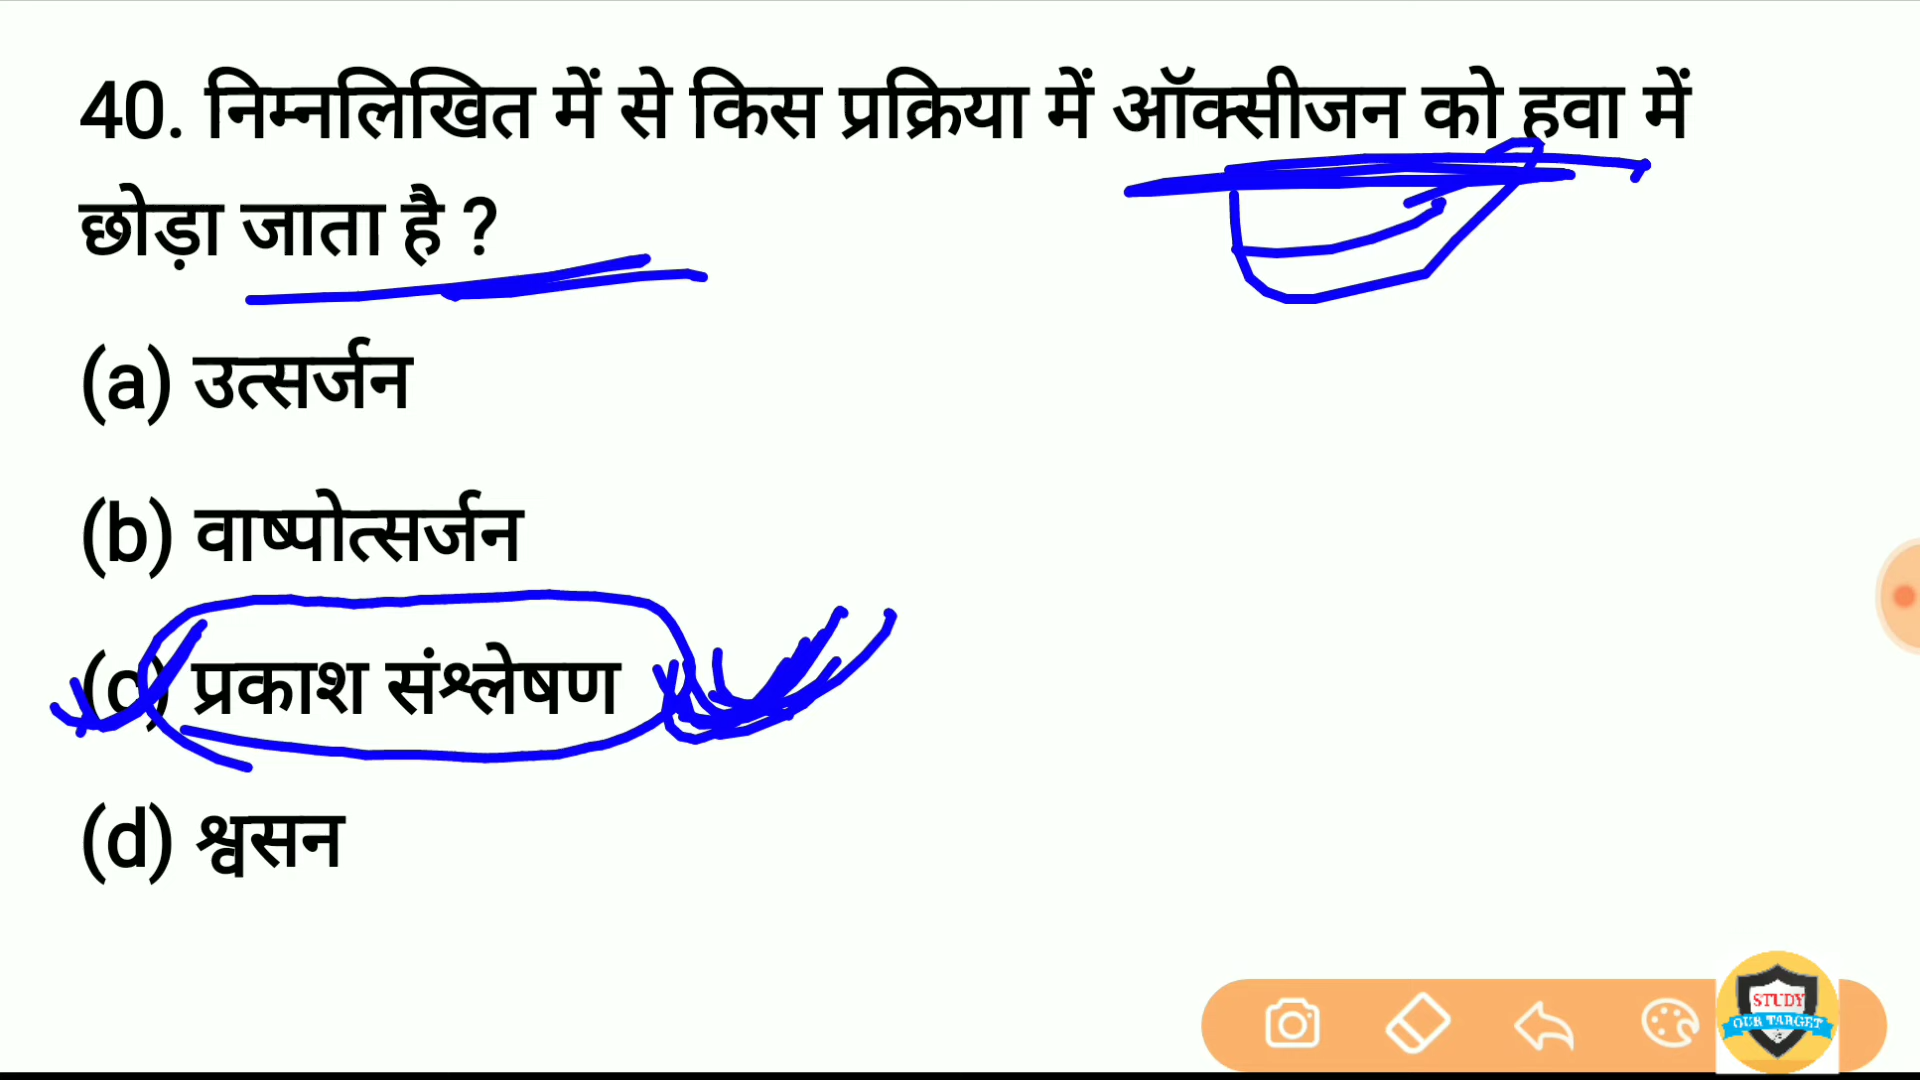 40. निम्नलिखित में से किस प्रक्रिया में ऑक्सीजन को हवा में
छोड़ा जाता है ?
(a) उत्सर्जन
(b) वाष्पोत्सर्जन
(c) प्रकाश संश्लेषण
(d) श्वसन
STUDY
OUR TARGET